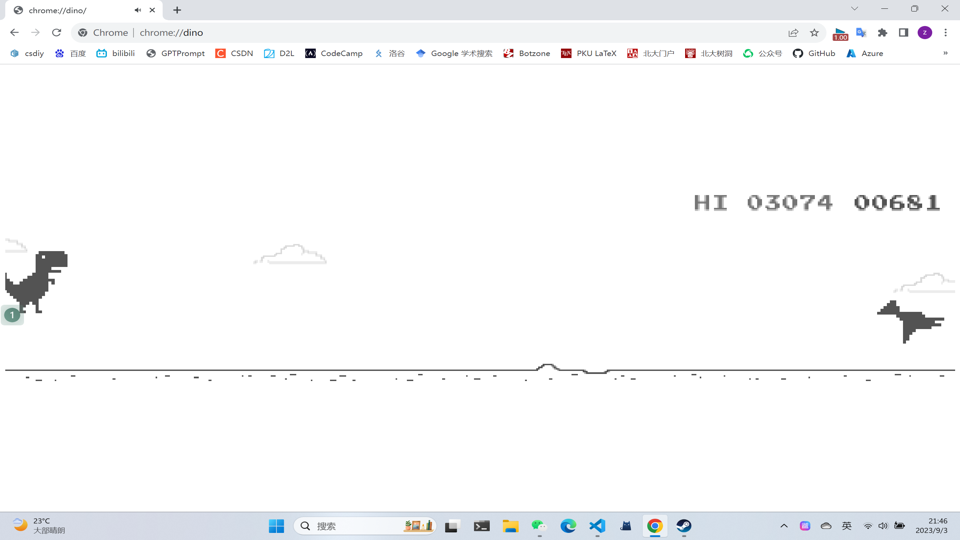 chrome://dino/
Chrome | chrome://dino
1.00
z
csdiy 百度 bilibili GPTPrompt CSDN D2L CodeCamp 洛谷 Google 学术搜索 Botzone PKU LaTeX 北大门户 北大树洞 公众号 GitHub Azure »
HI 03074 00681
1
23°C
大部晴朗
搜索
英
21:46
2023/9/3